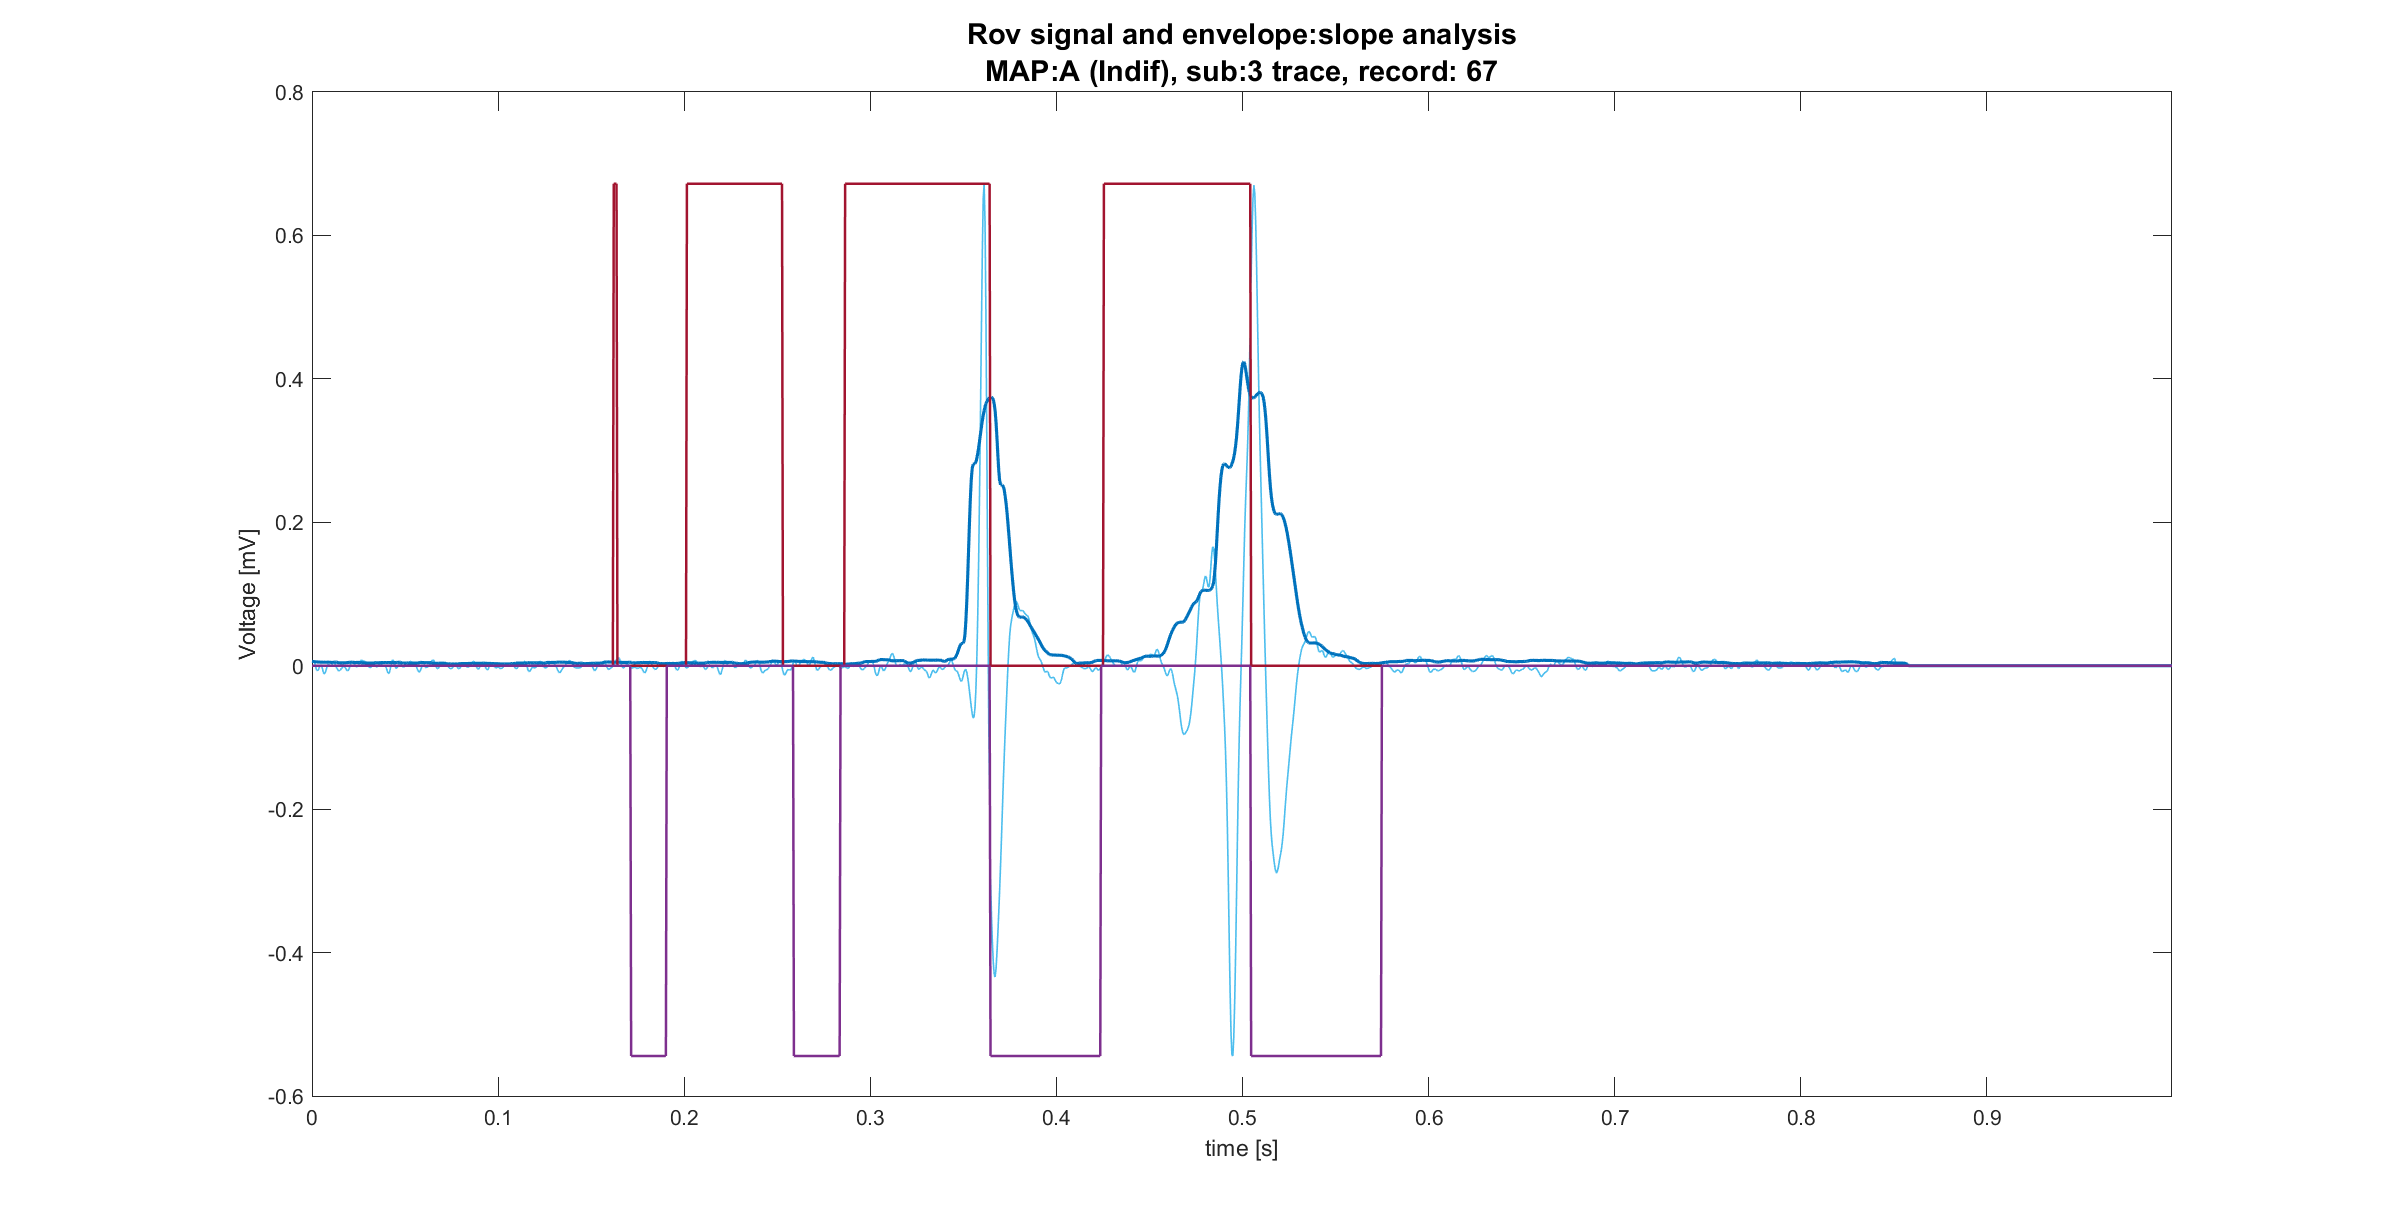 Rov signal and envelope:slope analysis
MAP:A (Indif), sub:3 trace, record: 67
0.8
0.6
0.4
0.2
0
-0.2
-0.4
-0.6
Voltage [mV]
0 0.1 0.2 0.3 0.4 0.5 0.6 0.7 0.8 0.9
time [s]